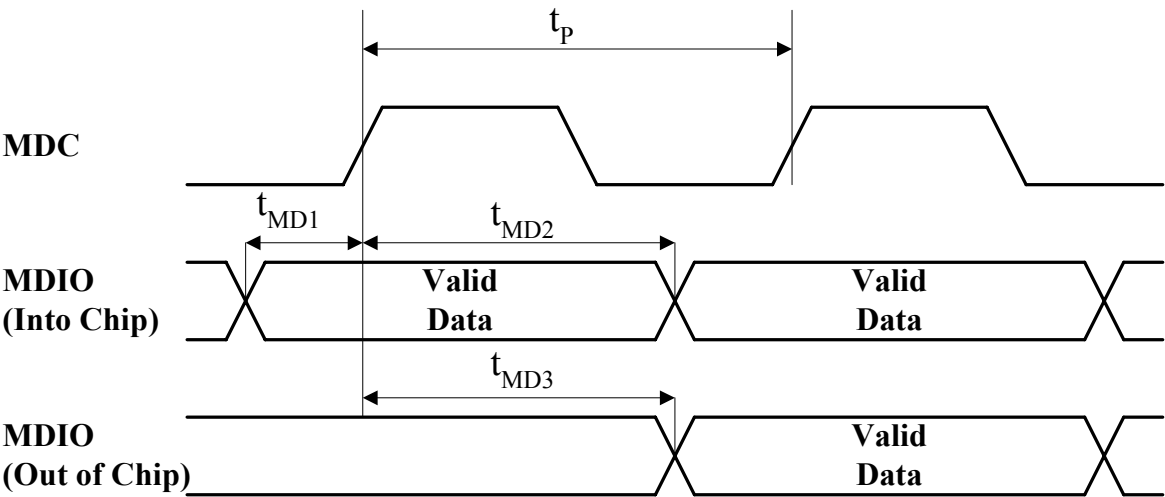 tP
MDC
tMD1
tMD2
MDIO
(Into Chip)
Valid
Data
Valid
Data
tMD3
MDIO
(Out of Chip)
Valid
Data